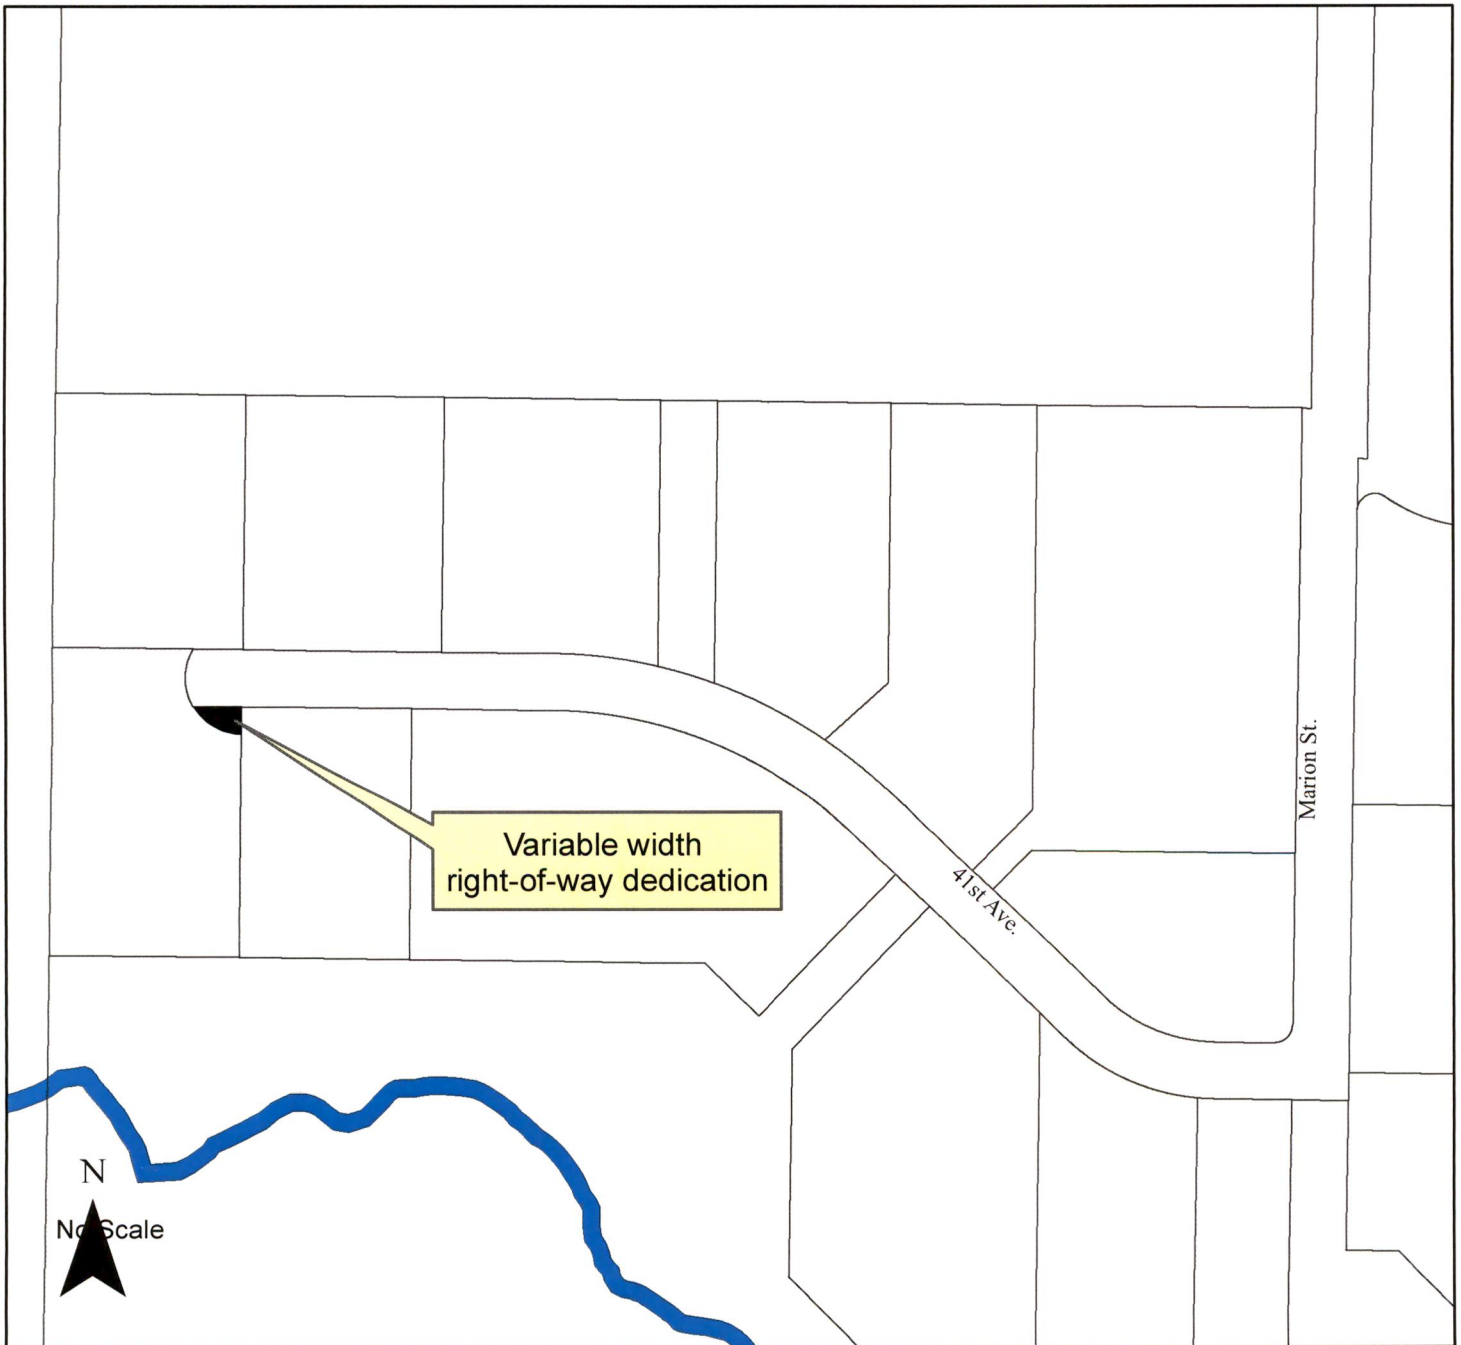 Marion St.
Variable width
right-of-way dedication
41st Ave.
N
No Scale